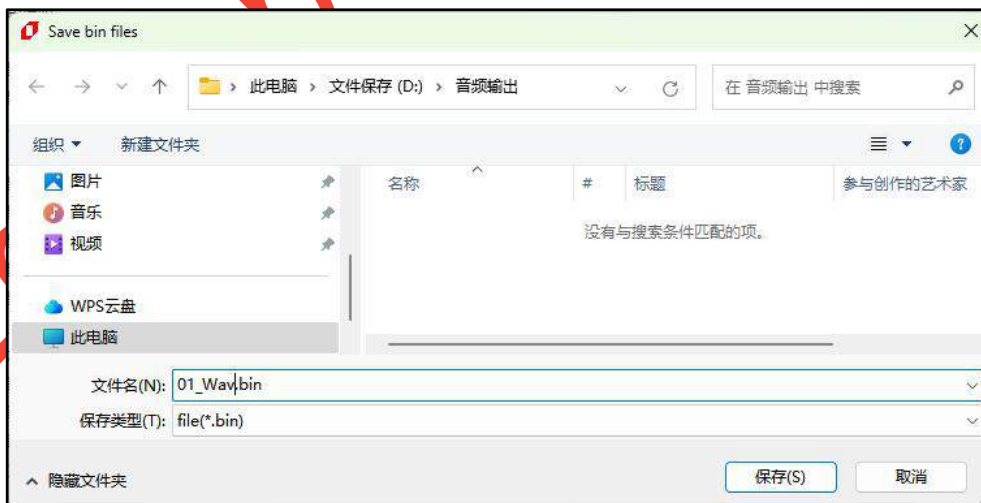 Save bin files
此电脑 › 文件保存 (D:) › 音频输出
在 音频输出 中搜索
组织 新建文件夹
图片
音乐
视频
WPS云盘
此电脑
名称 # 标题 参与创作的艺术家
没有与搜索条件匹配的项。
文件名(N): 01_Wav.bin
保存类型(T): file(*.bin)
隐藏文件夹 保存(S) 取消